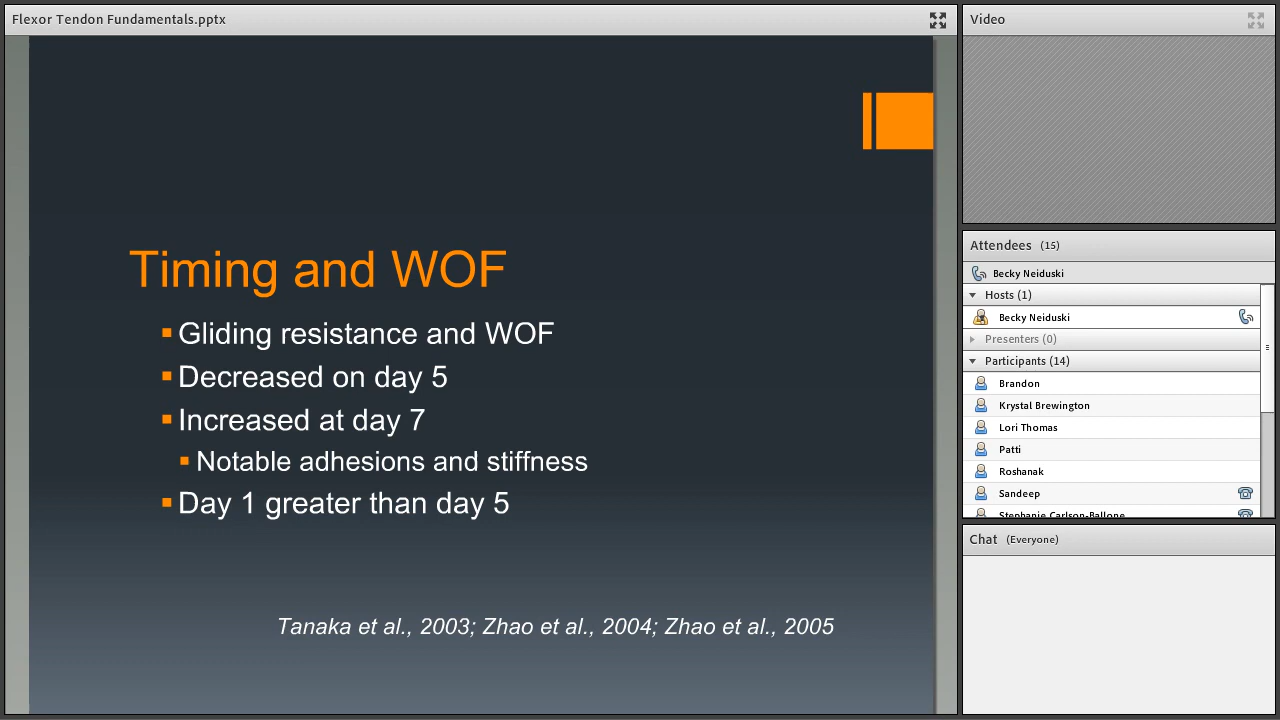 Flexor Tendon Fundamentals.pptx
Timing and WOF
Gliding resistance and WOF
Decreased on day 5
Increased at day 7
Notable adhesions and stiffness
Day 1 greater than day 5
Tanaka et al., 2003; Zhao et al., 2004; Zhao et al., 2005
Video
Attendees (15)
Becky Neiduski
Hosts (1)
Becky Neiduski
Presenters (0)
Participants (14)
Brandon
Krystal Brewington
Lori Thomas
Patti
Roshanak
Sandeep
Stephanie Carlson-Ballone
Chat (Everyone)